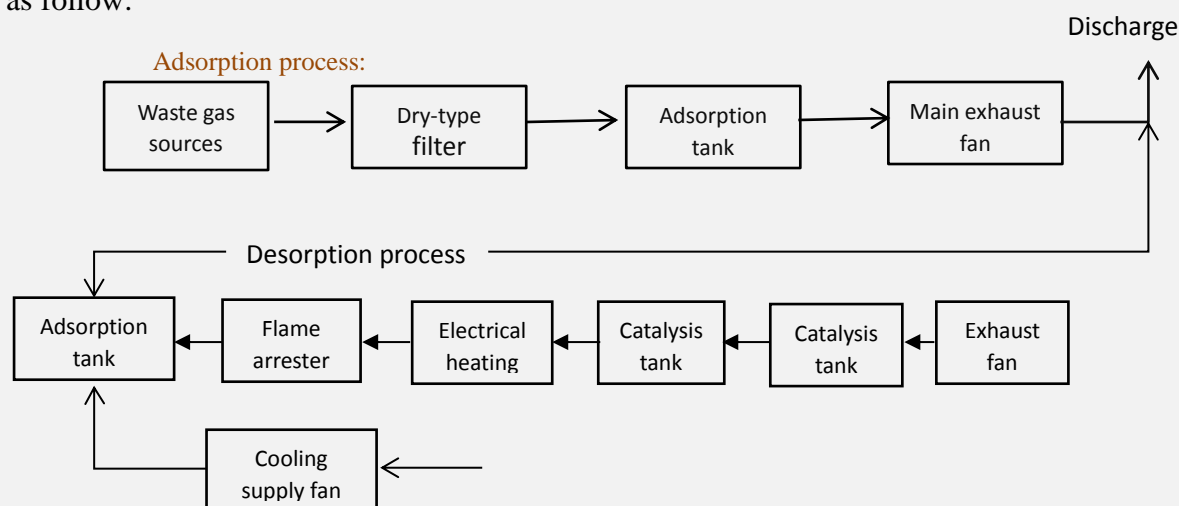 as follow:
Discharge
Adsorption process:
Waste gas
sources
Dry-type
filter
Adsorption
tank
Main exhaust
fan
Desorption process
Adsorption
tank
Flame
arrester
Electrical
heating
Catalysis
tank
Catalysis
tank
Exhaust
fan
Cooling
supply fan